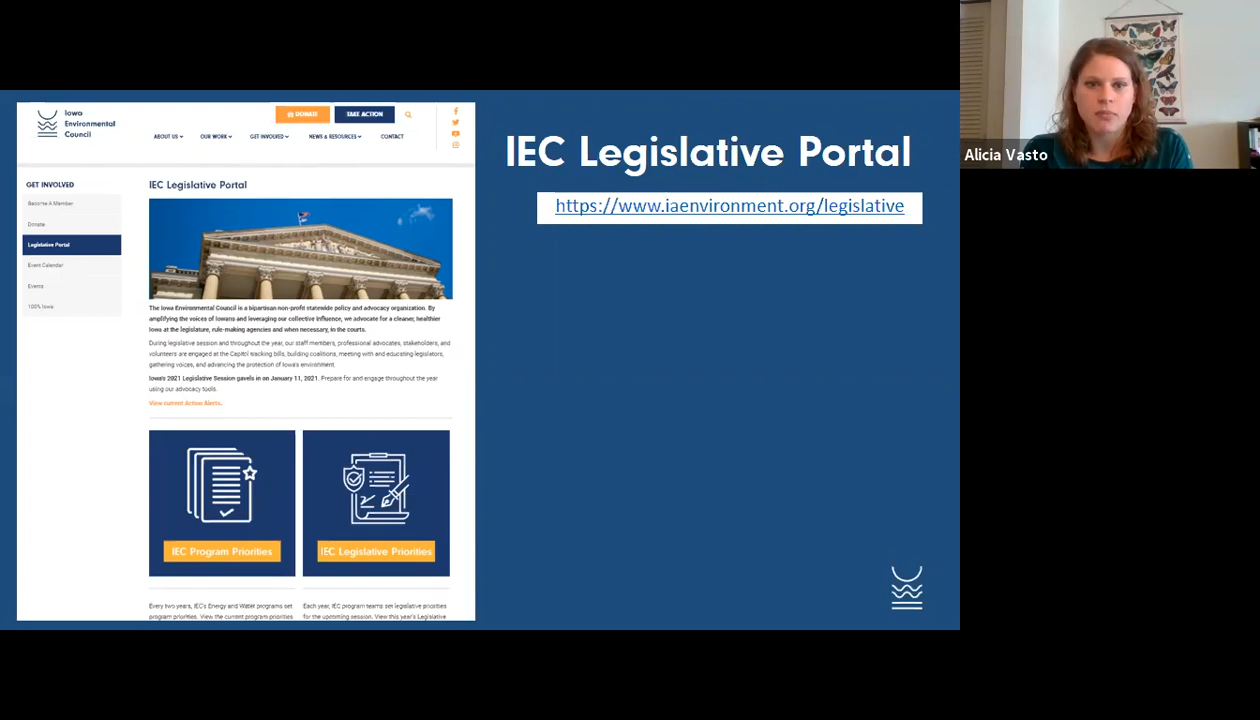 Iowa
Environmental
Council
DONATE
TAKE ACTION
ABOUT US
OUR WORK
GET INVOLVED
NEWS & RESOURCES
CONTACT
GET INVOLVED
Become A Member
Donate
Legislative Portal
Event Calendar
Events
100% Iowa
IEC Legislative Portal
The Iowa Environmental Council is a bipartisan non-profit statewide policy and advocacy organization. By
amplifying the voices of Iowans and leveraging our collective influence, we advocate for a cleaner, healthier
Iowa at the legislature, rule-making agencies and when necessary, in the courts.
During legislative session and throughout the year, our staff members, professional advocates, stakeholders, and
volunteers are engaged at the Capitol tracking bills, building coalitions, meeting with and educating legislators,
gathering voices, and advancing the protection of Iowa's environment.
Iowa's 2021 Legislative Session gavels in on January 11, 2021. Prepare for and engage throughout the year
using our advocacy tools.
View current Action Alerts.
IEC Program Priorities
IEC Legislative Priorities
Every two years, IEC's Energy and Water programs set
program priorities. View the current program priorities
Each year, IEC program teams set legislative priorities
for the upcoming session. View this year's Legislative
IEC Legislative Portal
https://www.iaenvironment.org/legislative
Alicia Vasto